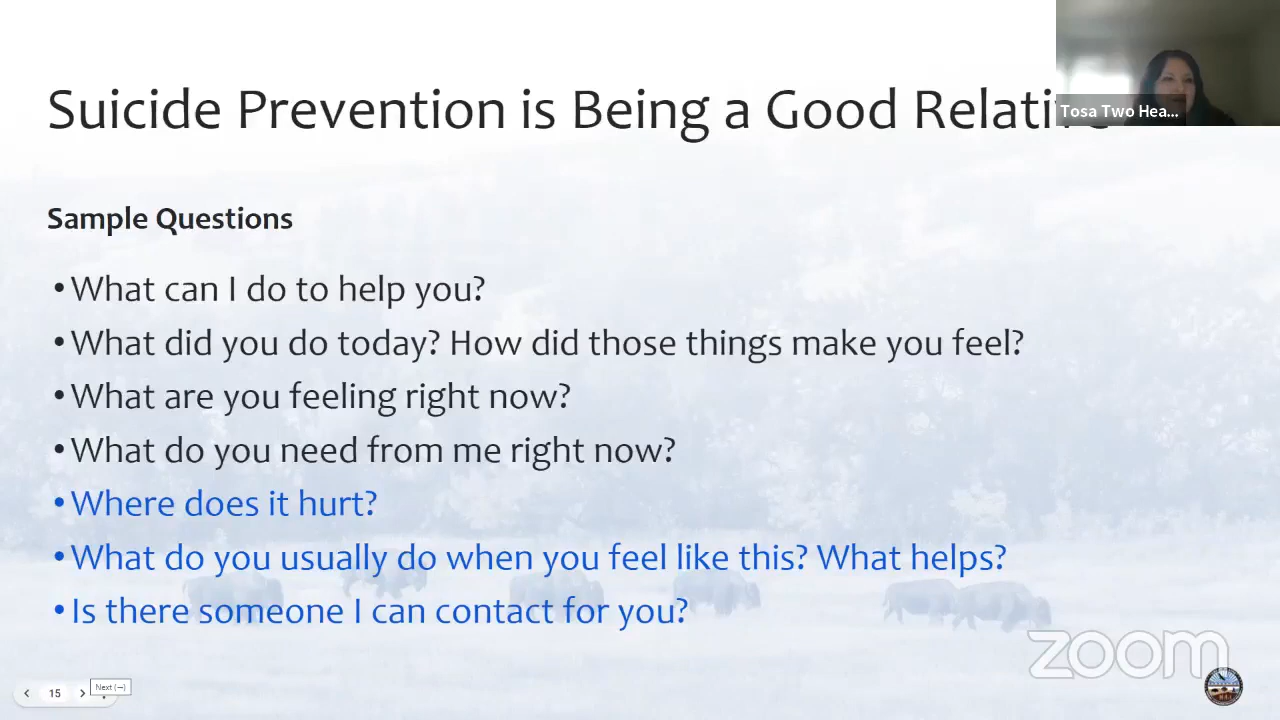 Suicide Prevention is Being a Good Relative
Tosa Two Hea...
Sample Questions
•What can I do to help you?
•What did you do today? How did those things make you feel?
•What are you feeling right now?
•What do you need from me right now?
•Where does it hurt?
•What do you usually do when you feel like this? What helps?
•Is there someone I can contact for you?
zoom
15
Next (→)